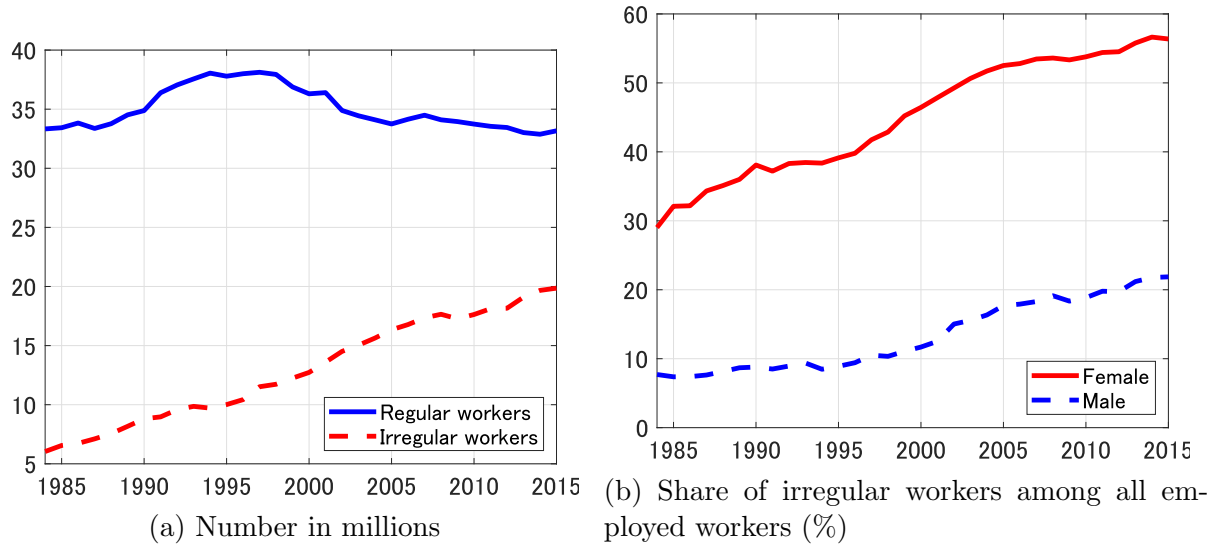 40
35
30
25
20
15
10
5
1985 1990 1995 2000 2005 2010 2015
Regular workers
Irregular workers
(a) Number in millions
60
50
40
30
20
10
0
1985 1990 1995 2000 2005 2010 2015
Female
Male
(b) Share of irregular workers among all em-
ployed workers (%)